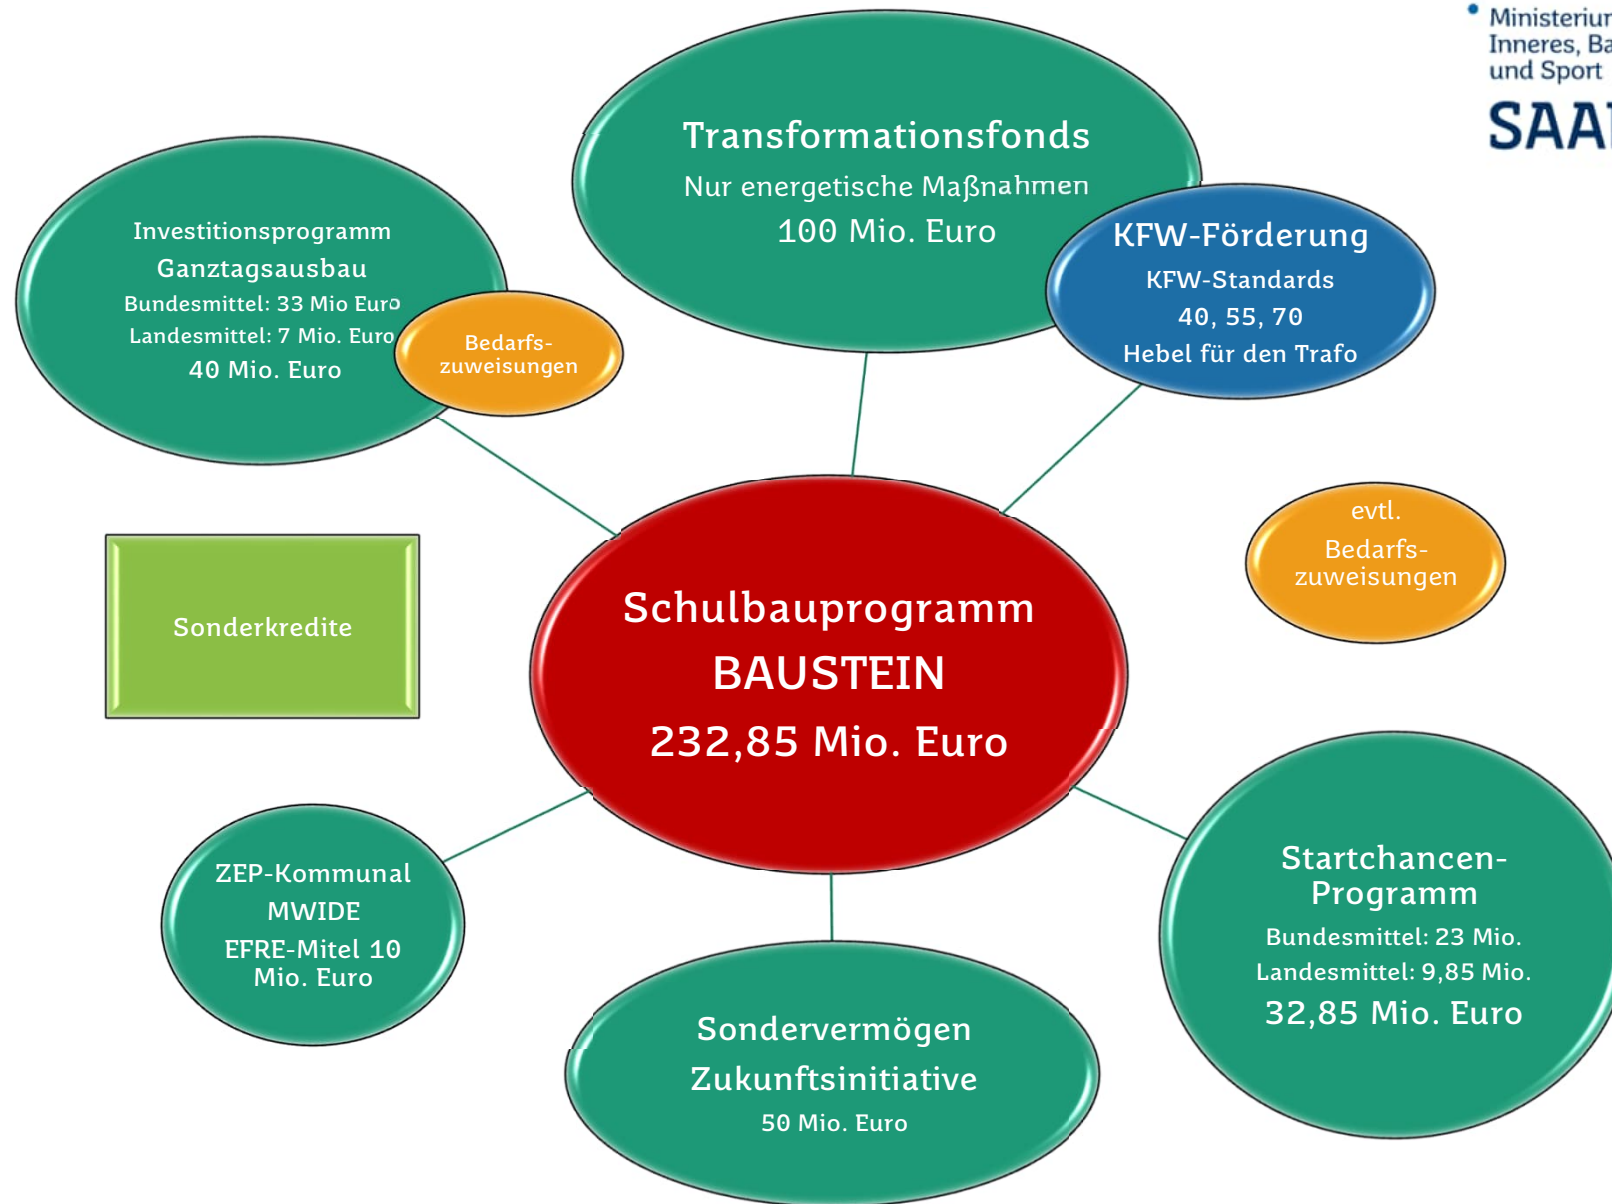 Inneres, Ba
und Sport
Transformationsfonds
Nur energetische Maßnahmen
100 Mio. Euro
KFW-Förderung
KFW-Standards
40, 55, 70
Hebel für den Trafo
Investitionsprogramm
Ganztagsausbau
Bundesmittel: 33 Mio Euro
Landesmittel: 7 Mio. Euro
40 Mio. Euro
Bedarfs-
zuweisungen
evtl.
Bedarfs-
zuweisungen
Sonderkredite
Schulbauprogramm
BAUSTEIN
232,85 Mio. Euro
ZEP-Kommunal
MWIDE
EFRE-Mitel 10
Mio. Euro
Sondervermögen
Zukunftsinitiative
50 Mio. Euro
Startchancen-
Programm
Bundesmittel: 23 Mio.
Landesmittel: 9,85 Mio.
32,85 Mio. Euro